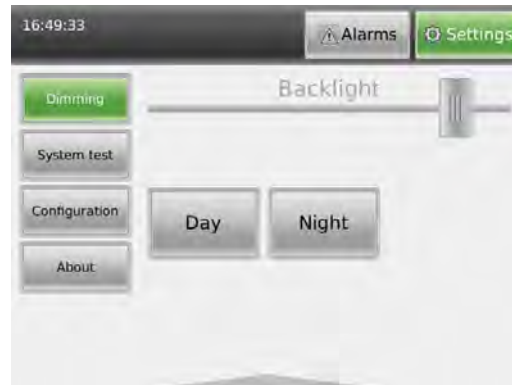 16:49:33
Alarms
Settings
Dimming
Backlight
System test
Configuration
Day
Night
About